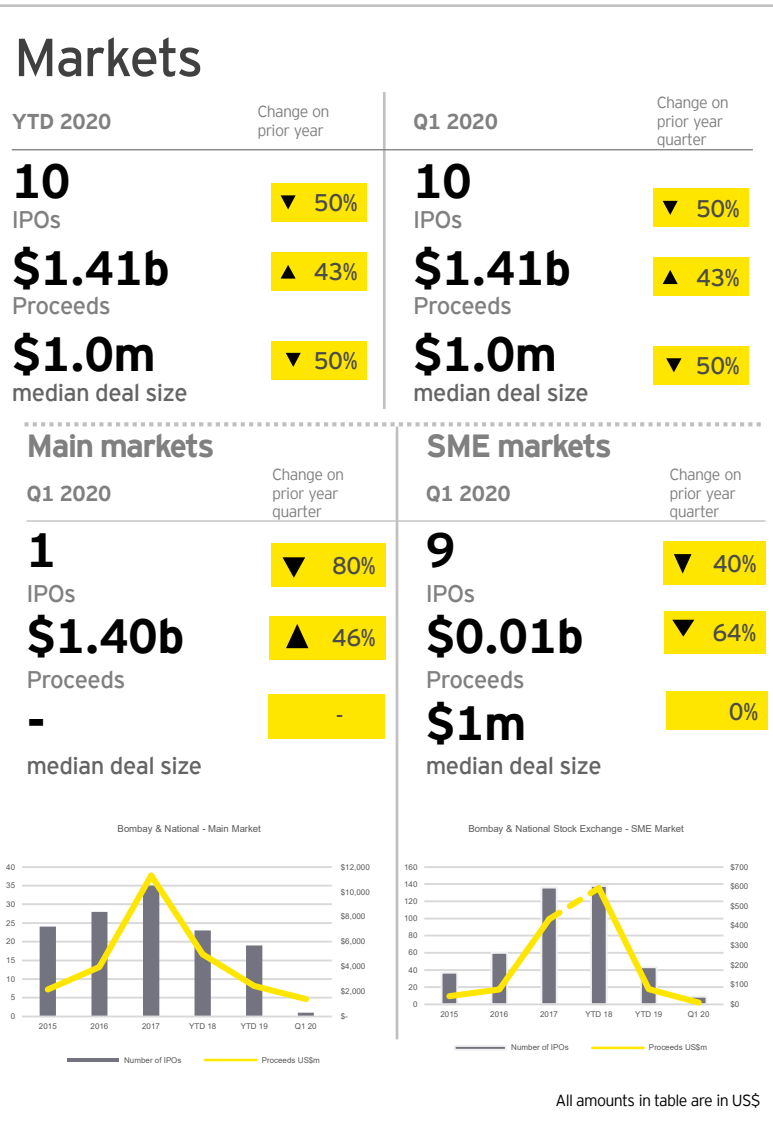 Markets
YTD 2020
Change on
prior year
10
IPOs
▼ 50%
$1.41b
Proceeds
▲ 43%
$1.0m
median deal size
▼ 50%
Q1 2020
Change on
prior year
quarter
10
IPOs
▼ 50%
$1.41b
Proceeds
▲ 43%
$1.0m
median deal size
▼ 50%
Main markets
Q1 2020
Change on
prior year
quarter
1
IPOs
▼ 80%
$1.40b
Proceeds
▲ 46%
-
median deal size
-
SME markets
Q1 2020
Change on
prior year
quarter
9
IPOs
▼ 40%
$0.01b
Proceeds
▼ 64%
$1m
median deal size
0%
Bombay & National - Main Market
40
35
30
25
20
15
10
5
0
$12,000
$10,000
$8,000
$6,000
$4,000
$2,000
$-
2015 2016 2017 YTD 18 YTD 19 Q1 20
Number of IPOs Proceeds US$m
Bombay & National Stock Exchange - SME Market
160
140
120
100
80
60
40
20
0
$700
$600
$500
$400
$300
$200
$100
$0
2015 2016 2017 YTD 18 YTD 19 Q1 20
Number of IPOs Proceeds US$m
All amounts in table are in US$